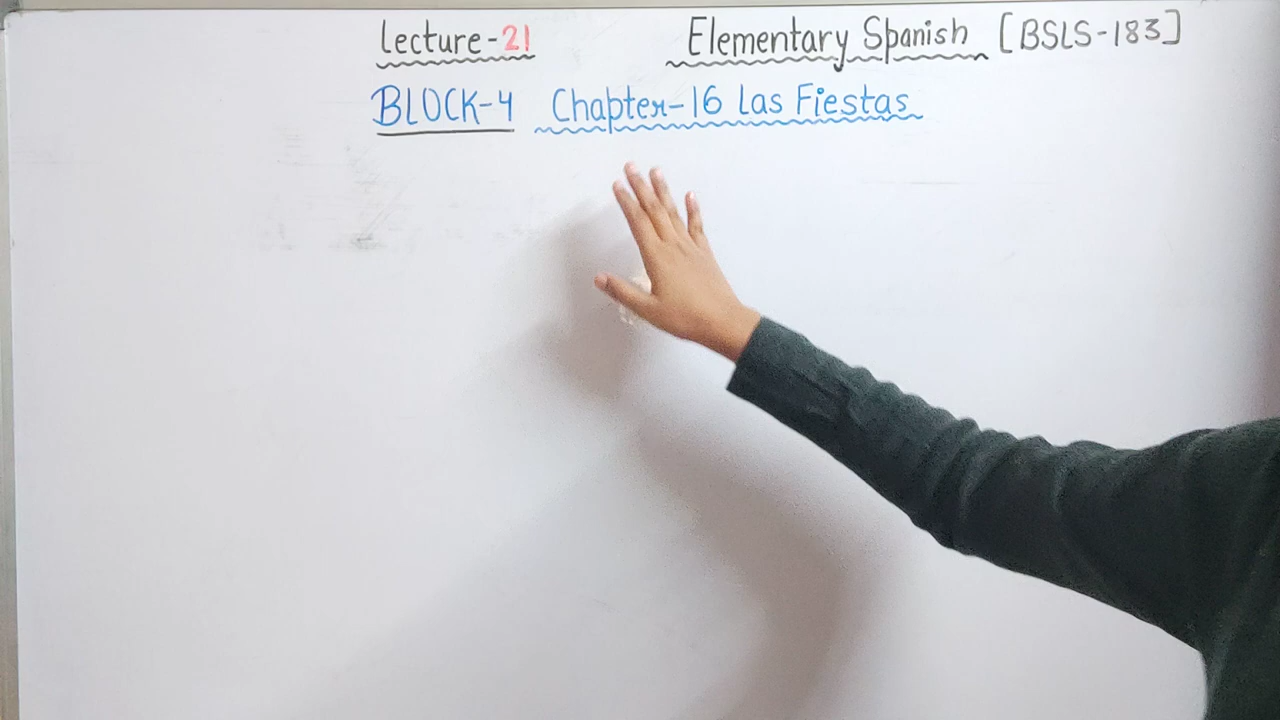 Lecture-21 Elementary Spanish [BSLS-183]
BLOCK-4 Chapter-16 Las Fiestas